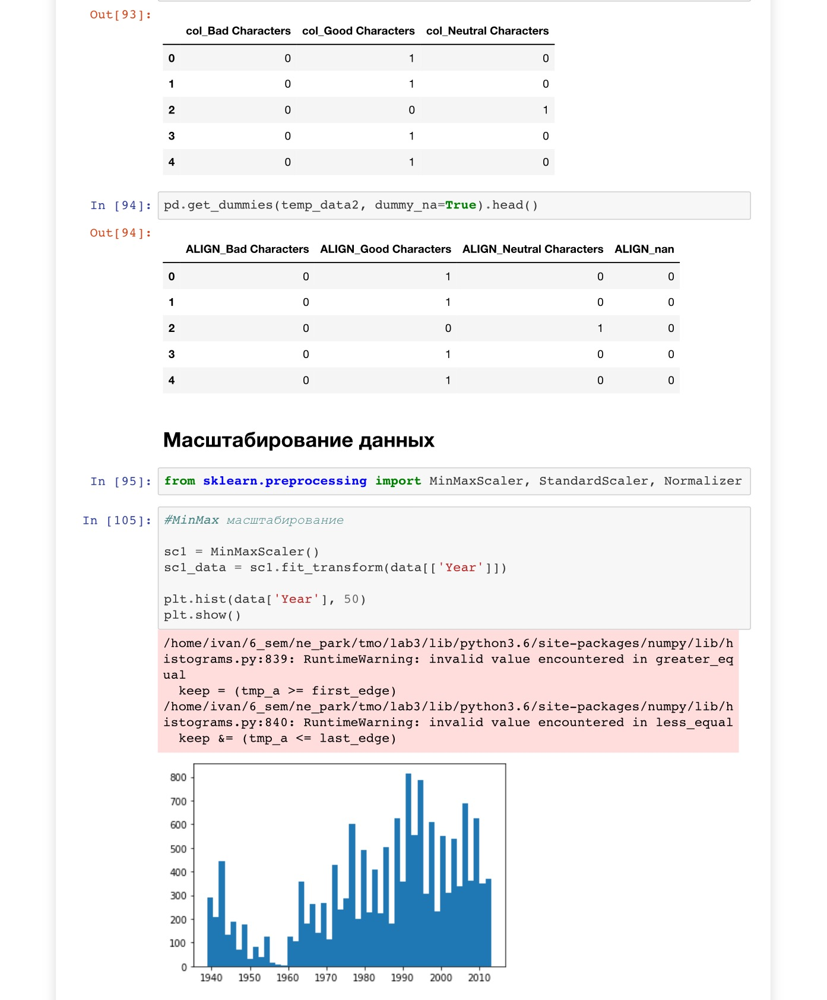 Out[93]:
col_Bad Characters col_Good Characters col_Neutral Characters
0 0 1 0
1 0 1 0
2 0 0 1
3 0 1 0
4 0 1 0
In [94]: pd.get_dummies(temp_data2, dummy_na=True).head()
Out[94]:
ALIGN_Bad Characters ALIGN_Good Characters ALIGN_Neutral Characters ALIGN_nan
0 0 1 0 0
1 0 1 0 0
2 0 0 1 0
3 0 1 0 0
4 0 1 0 0
Масштабирование данных
In [95]: from sklearn.preprocessing import MinMaxScaler, StandardScaler, Normalizer
In [105]: #MinMax масштабирование
sc1 = MinMaxScaler()
sc1_data = sc1.fit_transform(data[['Year']])
plt.hist(data['Year'], 50)
plt.show()
/home/ivan/6_sem/ne_park/tmo/lab3/lib/python3.6/site-packages/numpy/lib/h
istograms.py:839: RuntimeWarning: invalid value encountered in greater_eq
ual
keep = (tmp_a >= first_edge)
/home/ivan/6_sem/ne_park/tmo/lab3/lib/python3.6/site-packages/numpy/lib/h
istograms.py:840: RuntimeWarning: invalid value encountered in less_equal
keep &= (tmp_a <= last_edge)
800
700
600
500
400
300
200
100
0
1940 1950 1960 1970 1980 1990 2000 2010